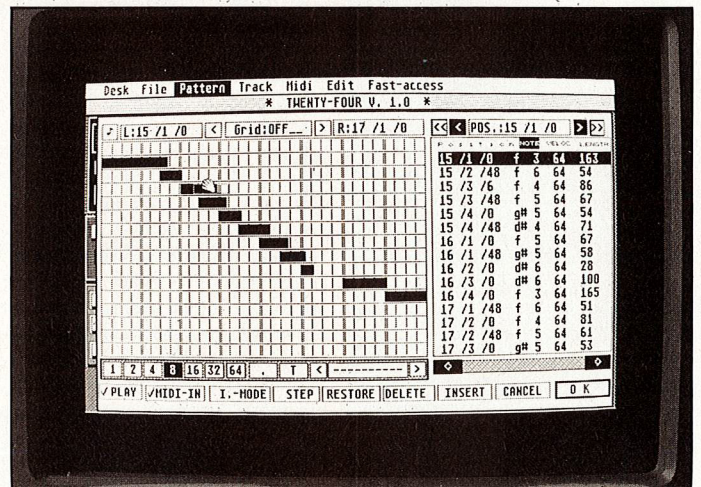 Desk File Pattern Track Midi Edit Fast-access
* TWENTY-FOUR V. 1.0 *
♪ L:15 /1 /0 < Grid:OFF__ > R:17 /1 /0 << < POS.:15 /1 /0 > >>
Position NOTE VELOC LENGTH
15 /1 /0 f 3 64 163
15 /2 /48 f 6 64 54
15 /3 /6 f 4 64 86
15 /3 /48 f 5 64 67
15 /4 /0 g# 5 64 54
15 /4 /48 d# 4 64 71
16 /1 /0 f 5 64 67
16 /1 /48 g# 5 64 58
16 /2 /0 d# 6 64 28
16 /3 /0 d# 6 64 100
16 /4 /0 f 3 64 165
17 /1 /48 f 6 64 51
17 /2 /0 f 4 64 81
17 /2 /48 f 5 64 61
17 /3 /0 g# 5 64 53
1 2 4 8 16 32 64 . T < ---------- >
√PLAY √MIDI-IN I.-MODE STEP RESTORE DELETE INSERT CANCEL OK